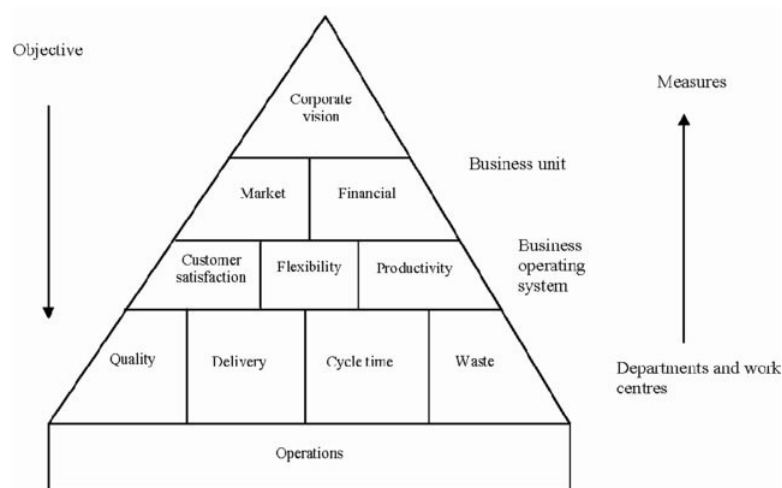 Objective
Measures
Corporate
vision
Business unit
Market
Financial
Business
operating
system
Customer
satisfaction
Flexibility
Productivity
Quality
Delivery
Cycle time
Waste
Departments and work
centres
Operations